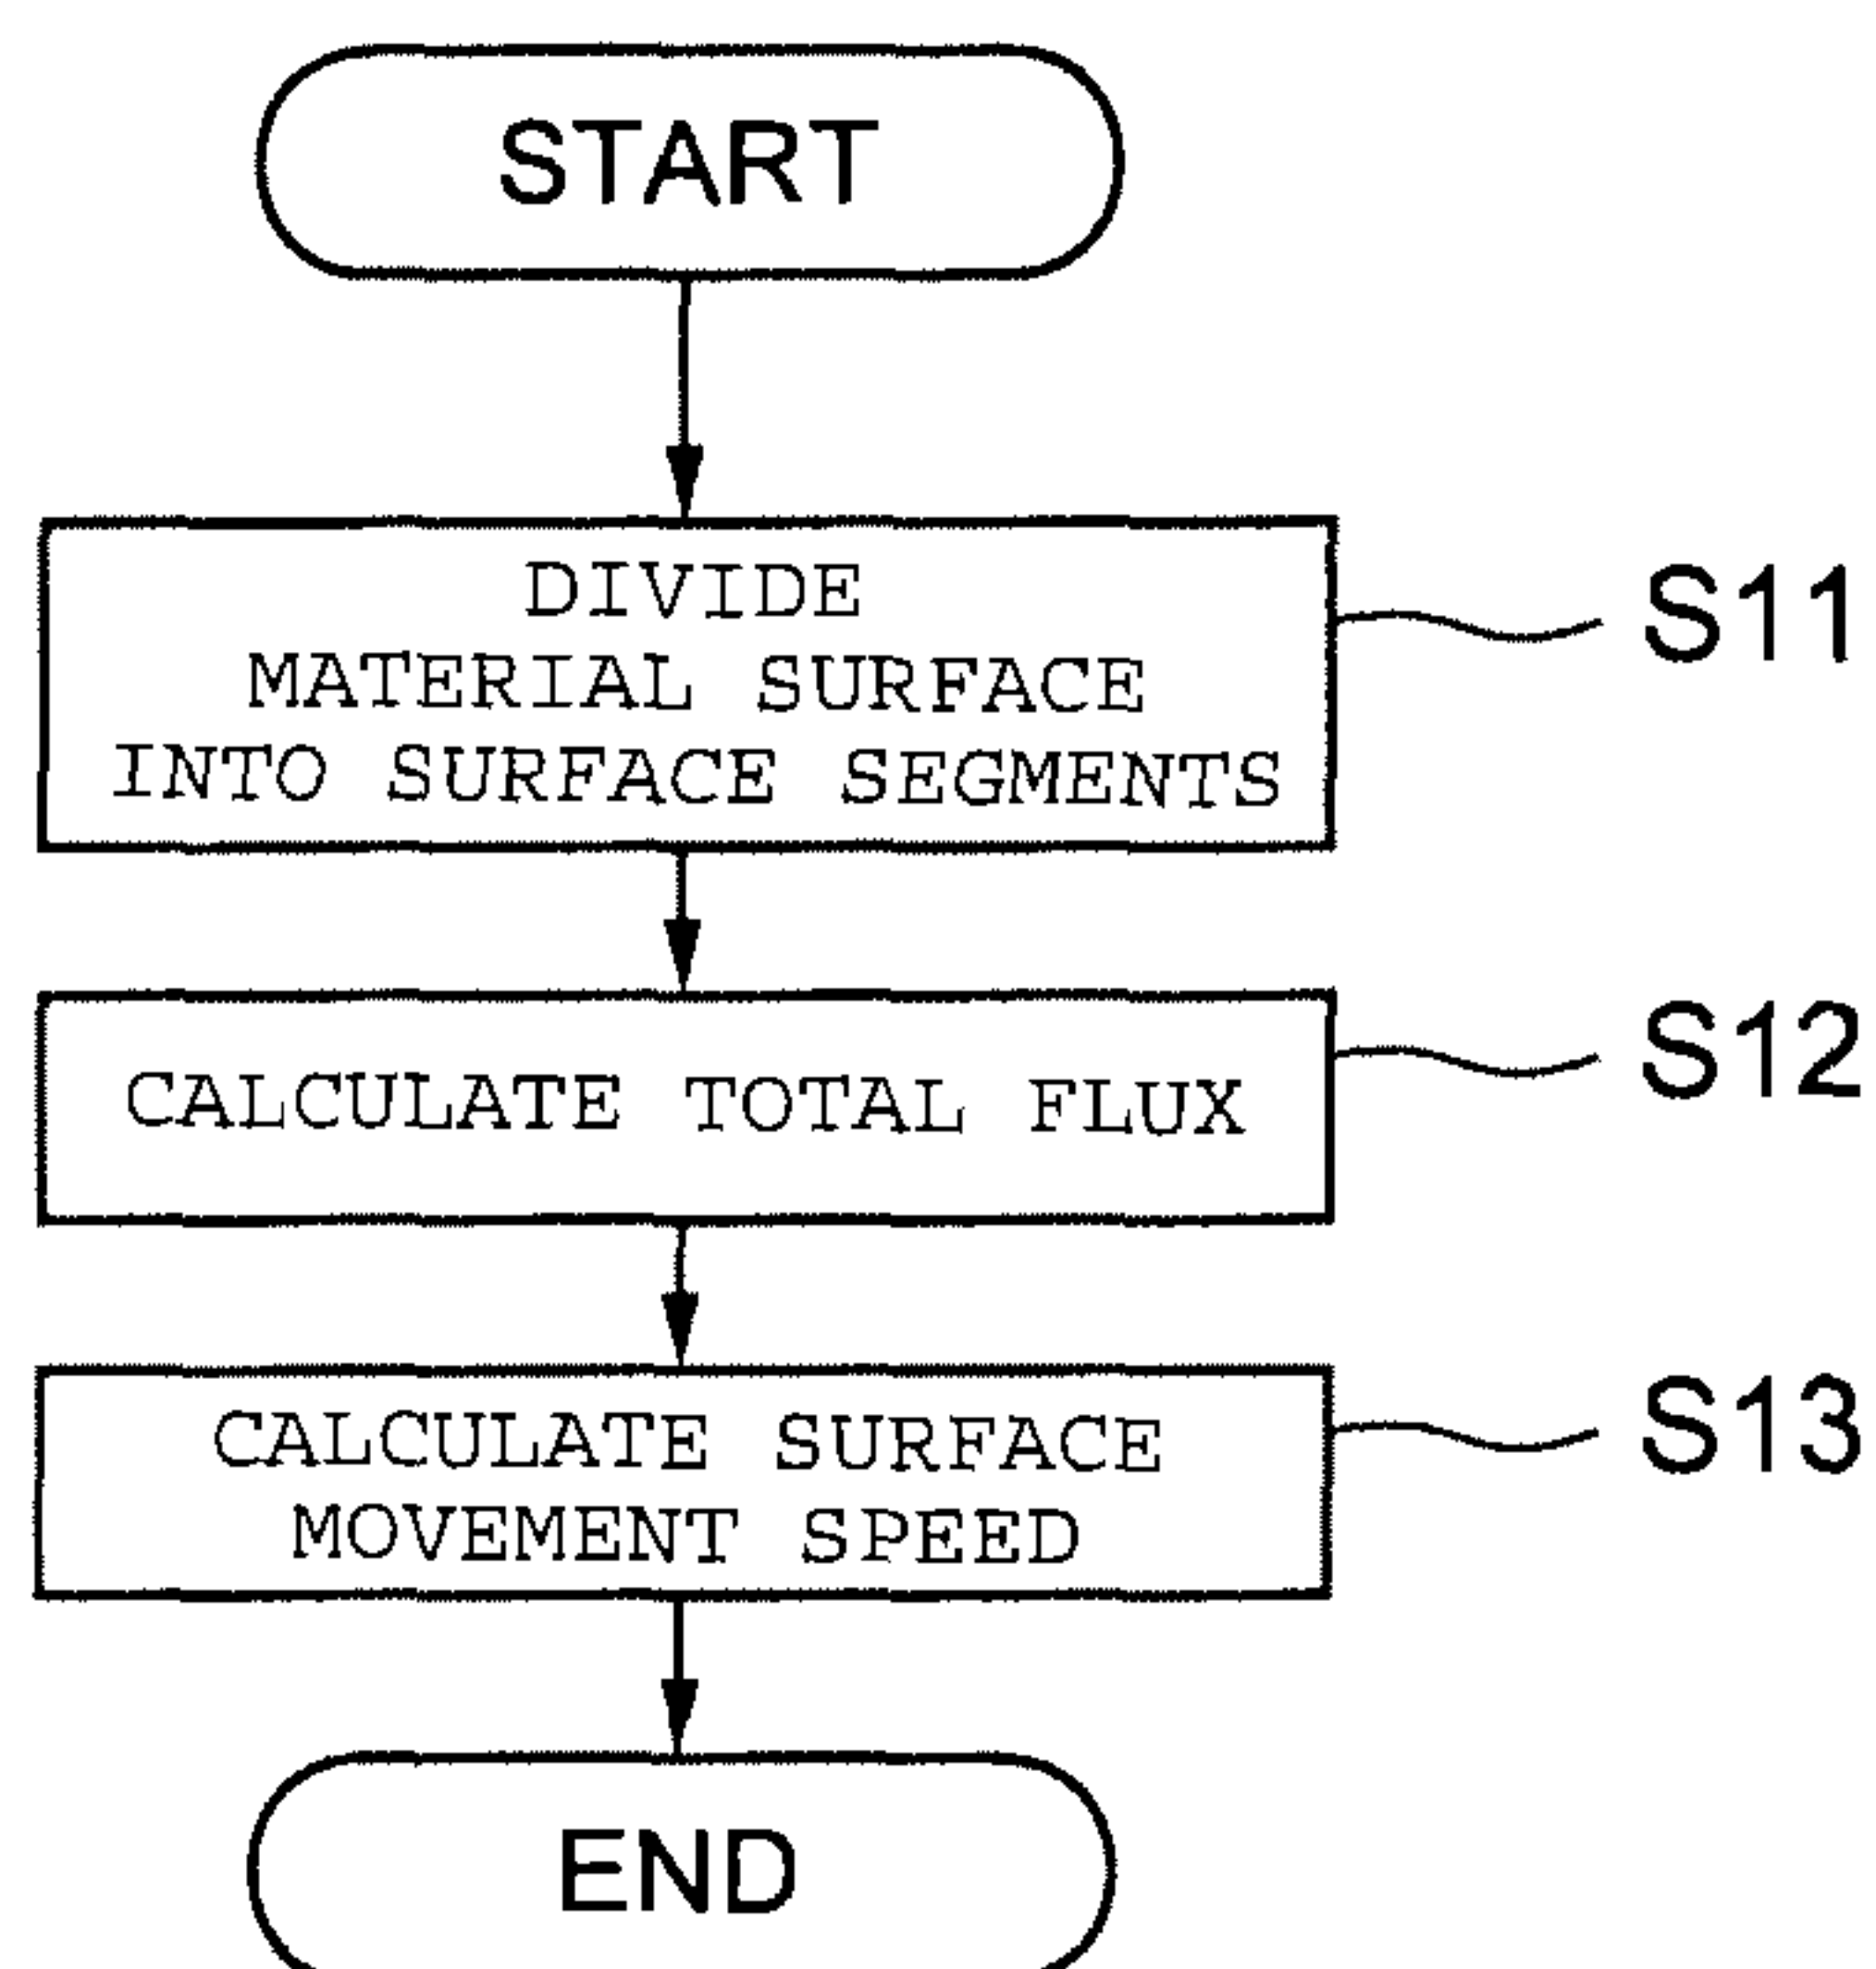 START
DIVIDE
MATERIAL SURFACE
INTO SURFACE SEGMENTS
S11
CALCULATE TOTAL FLUX
S12
CALCULATE SURFACE
MOVEMENT SPEED
S13
END